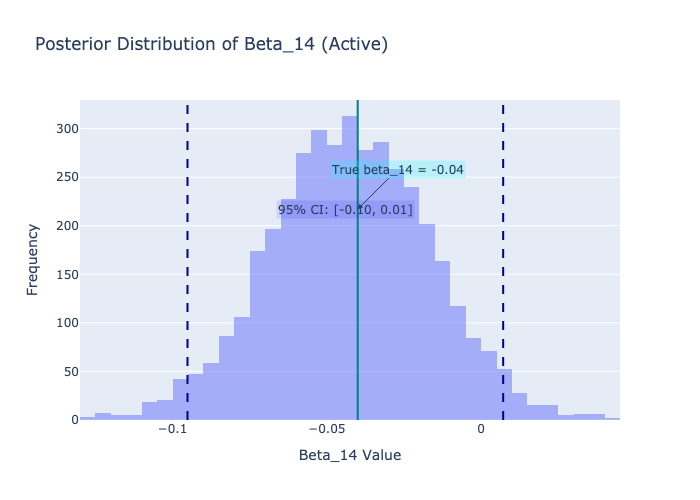 Posterior Distribution of Beta_14 (Active)
300
250
200
150
100
50
0
Frequency
True beta_14 = -0.04
95% CI: [-0.10, 0.01]
−0.1
−0.05
0
Beta_14 Value